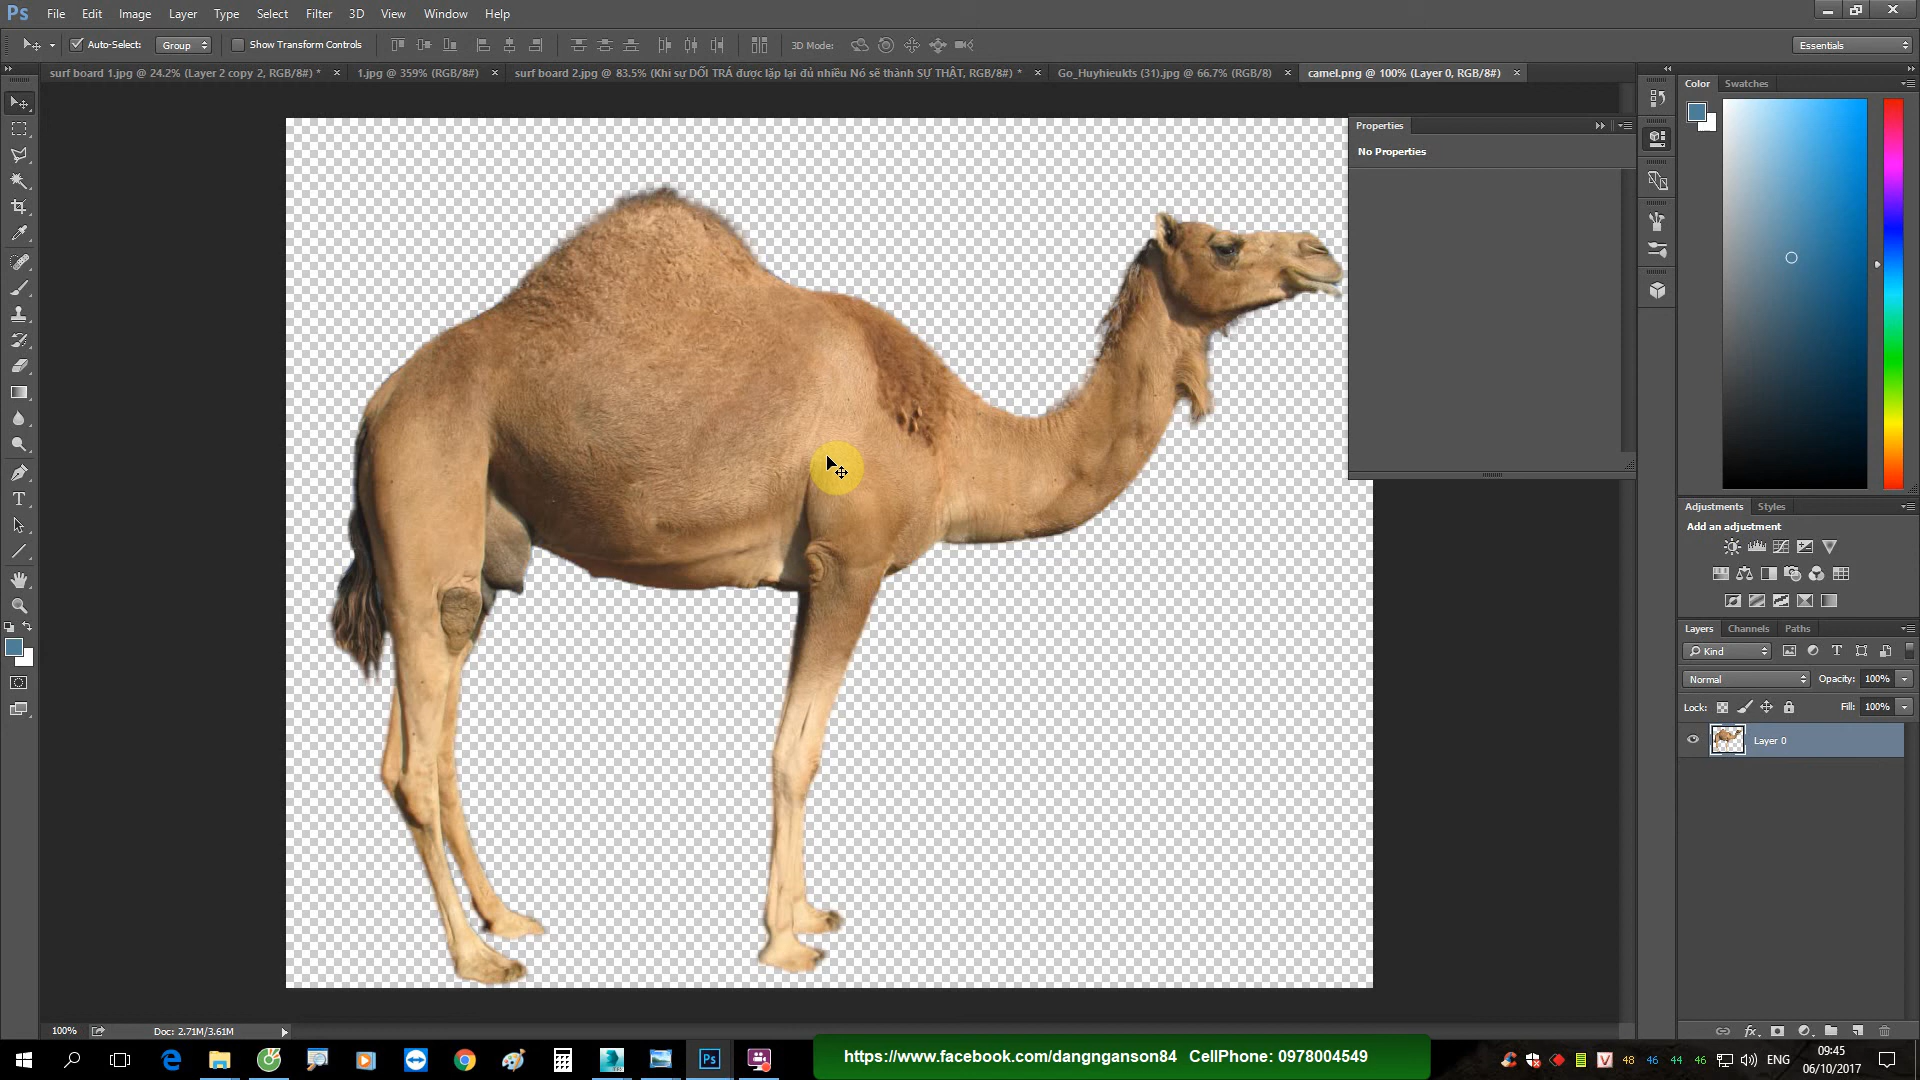 Ps File Edit Image Layer Type Select Filter 3D View Window Help
Auto-Select: Group Show Transform Controls 3D Mode: Essentials
surf board 1.jpg @ 24.2% (Layer 2 copy 2, RGB/8#) * × 1.jpg @ 359% (RGB/8#) × surf board 2.jpg @ 83.5% (Khi sự DỐI TRÁ được lặp lại đủ nhiều Nó sẽ thành SỰ THẬT, RGB/8#) * × Go_Huyhieukts (31).jpg @ 66.7% (RGB/8) × camel.png @ 100% (Layer 0, RGB/8#) ×
Color Swatches
Properties
No Properties
Adjustments Styles
Add an adjustment
Layers Channels Paths
Kind
Normal Opacity: 100%
Lock: Fill: 100%
Layer 0
100% Doc: 2.71M/3.61M
https://www.facebook.com/dangnganson84 CellPhone: 0978004549
48 46 44 46 ENG
09:45
06/10/2017